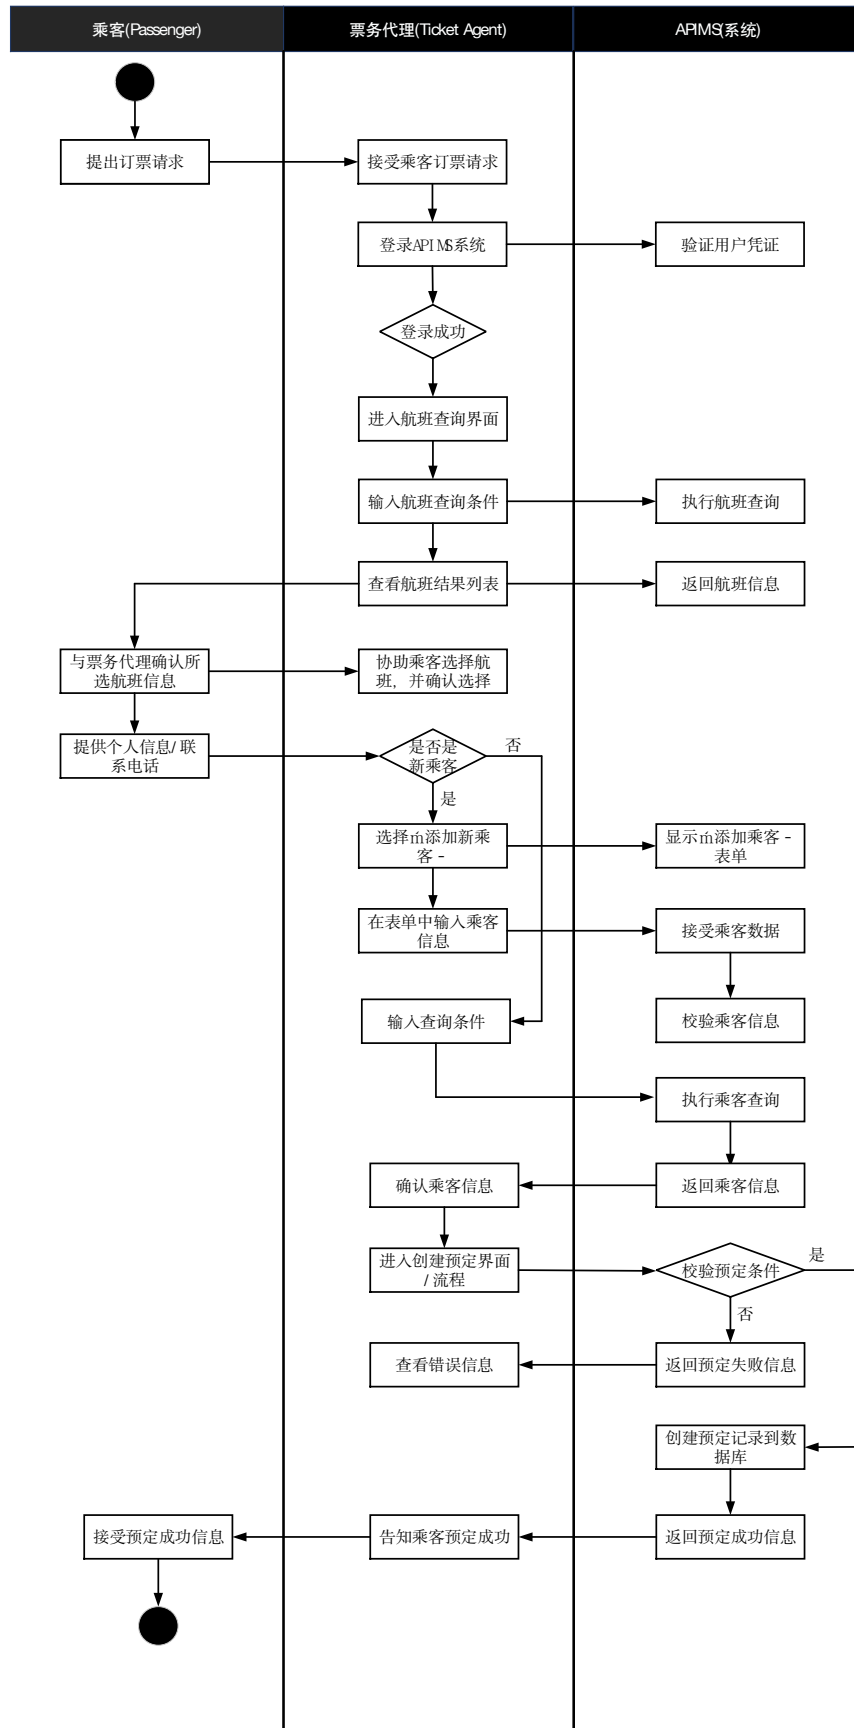 乘客(Passenger)
票务代理(Ticket Agent)
APIMS(系统)
提出订票请求
接受乘客订票请求
登录APIMS系统
验证用户凭证
登录成功
进入航班查询界面
输入航班查询条件
执行航班查询
查看航班结果列表
返回航班信息
与票务代理确认所
选航班信息
协助乘客选择航
班，并确认选择
提供个人信息/联
系电话
是否是
新乘客
否
是
选择ḿ添加新乘
客-
显示ḿ添加乘客-
表单
在表单中输入乘客
信息
接受乘客数据
输入查询条件
校验乘客信息
执行乘客查询
确认乘客信息
返回乘客信息
进入创建预定界面
/流程
校验预定条件
是
否
查看错误信息
返回预定失败信息
创建预定记录到数
据库
接受预定成功信息
告知乘客预定成功
返回预定成功信息